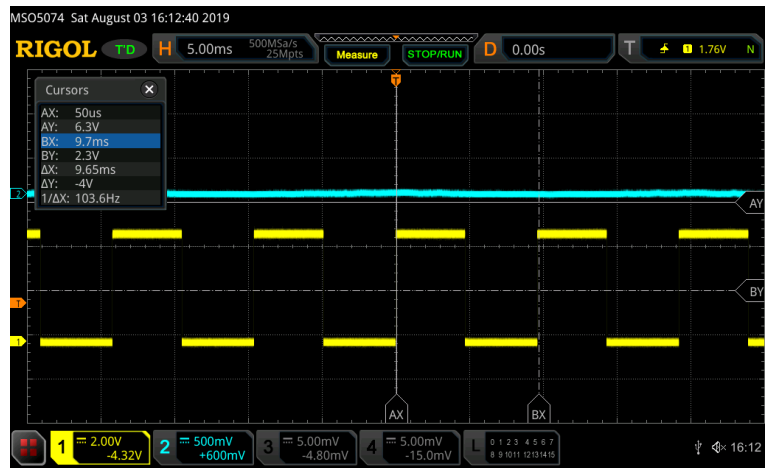 MSO5074 Sat August 03 16:12:40 2019
RIGOL T'D H 5.00ms 500MSa/s 25Mpts Measure STOP/RUN D 0.00s T 1 1.76V N
T
Cursors
AX: 50us
AY: 6.3V
BX: 9.7ms
BY: 2.3V
ΔX: 9.65ms
ΔY: -4V
1/ΔX: 103.6Hz
2
AY
BY
T
1
AX BX
1 2.00V -4.32V 2 500mV +600mV 3 5.00mV -4.80mV 4 5.00mV -15.0mV L 0 1 2 3 4 5 6 7 8 9 10 11 12 13 14 15 16:12